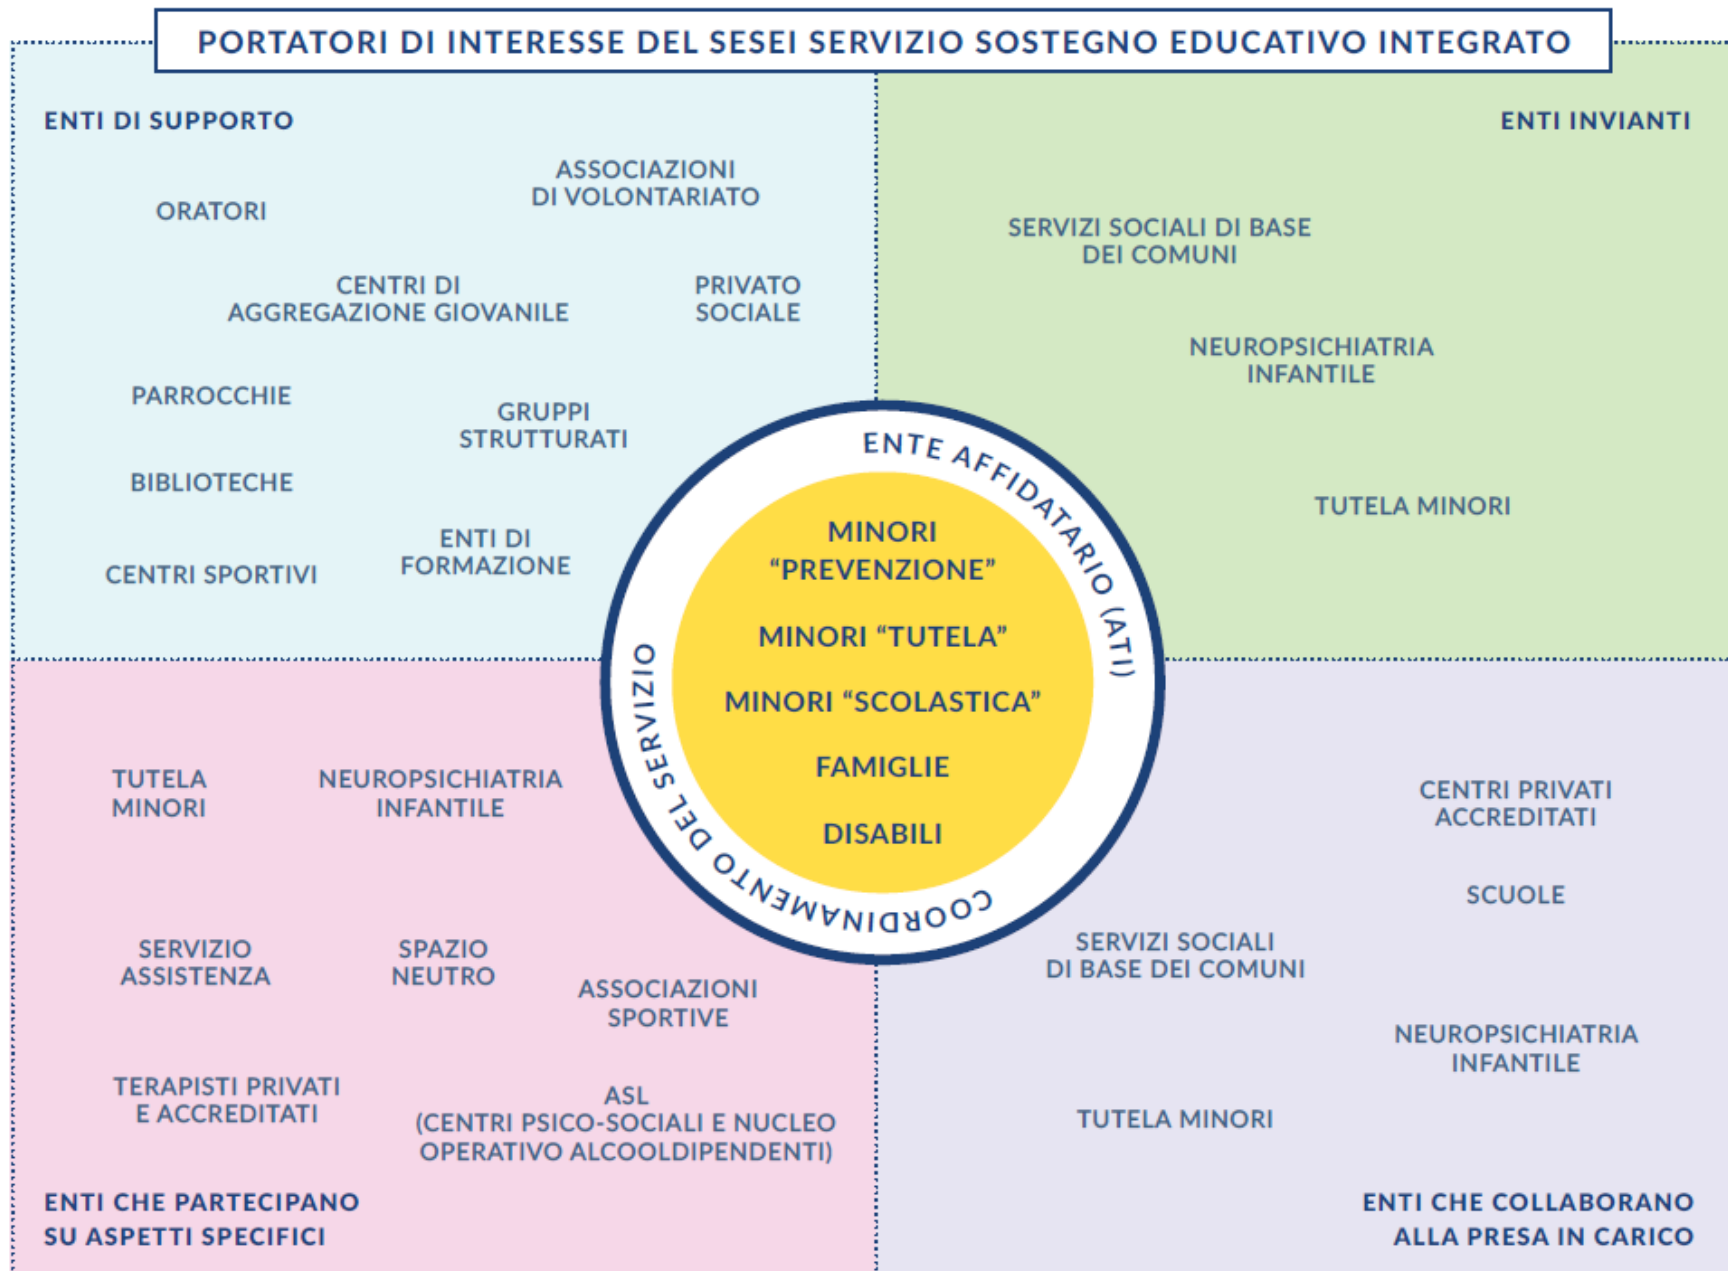 PORTATORI DI INTERESSE DEL SESEI SERVIZIO SOSTEGNO EDUCATIVO INTEGRATO
ENTI DI SUPPORTO
ASSOCIAZIONI
DI VOLONTARIATO
ORATORI
CENTRI DI
AGGREGAZIONE GIOVANILE
PRIVATO
SOCIALE
PARROCCHIE
GRUPPI
STRUTTURATI
BIBLIOTECHE
ENTI DI
FORMAZIONE
CENTRI SPORTIVI
ENTI INVIANTI
SERVIZI SOCIALI DI BASE
DEI COMUNI
NEUROPSICHIATRIA
INFANTILE
TUTELA MINORI
ENTE AFFIDATARIO (ATI)
MINORI
“PREVENZIONE”
MINORI “TUTELA”
MINORI “SCOLASTICA”
FAMIGLIE
DISABILI
COORDINAMENTO DEL SERVIZIO
TUTELA
MINORI
NEUROPSICHIATRIA
INFANTILE
SERVIZIO
ASSISTENZA
SPAZIO
NEUTRO
ASSOCIAZIONI
SPORTIVE
TERAPISTI PRIVATI
E ACCREDITATI
ASL
(CENTRI PSICO-SOCIALI E NUCLEO
OPERATIVO ALCOOLDIPENDENTI)
ENTI CHE PARTECIPANO
SU ASPETTI SPECIFICI
CENTRI PRIVATI
ACCREDITATI
SCUOLE
SERVIZI SOCIALI
DI BASE DEI COMUNI
NEUROPSICHIATRIA
INFANTILE
TUTELA MINORI
ENTI CHE COLLABORANO
ALLA PRESA IN CARICO